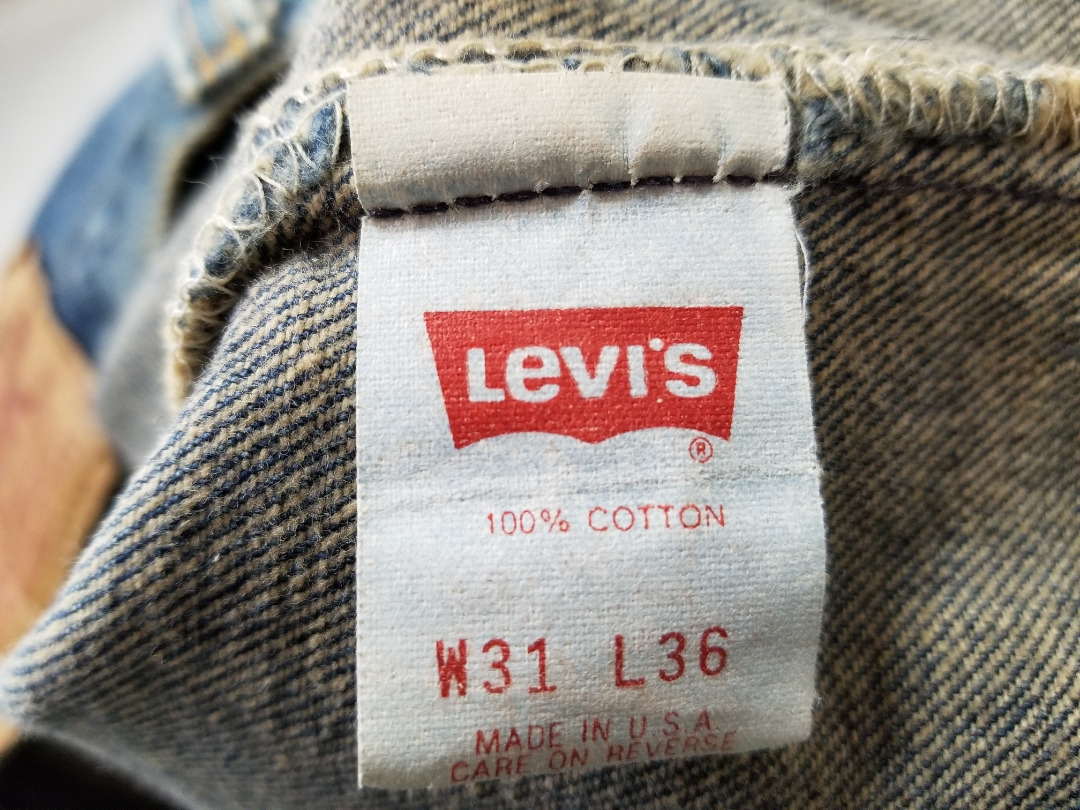 Levi's
®
100% COTTON
W31 L36
MADE IN U.S.A.
CARE ON REVERSE